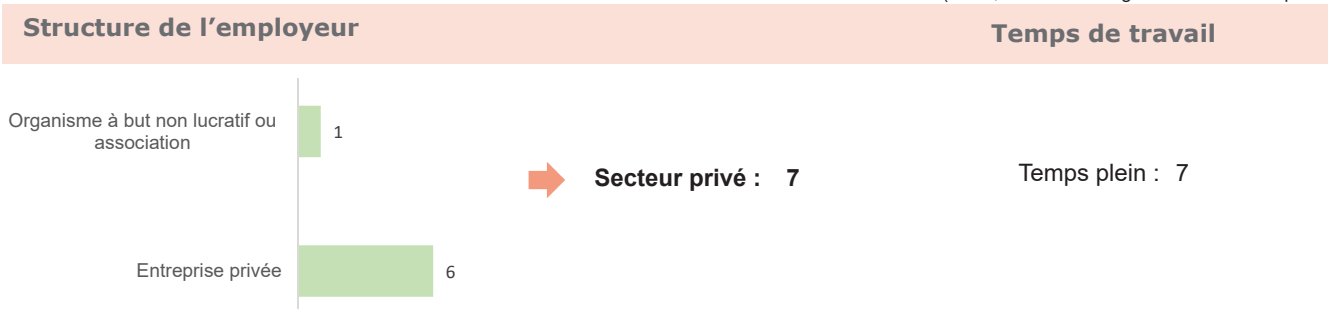 Structure de l’employeur
Temps de travail
Organisme à but non lucratif ou
association
1
Secteur privé : 7
Temps plein : 7
Entreprise privée
6